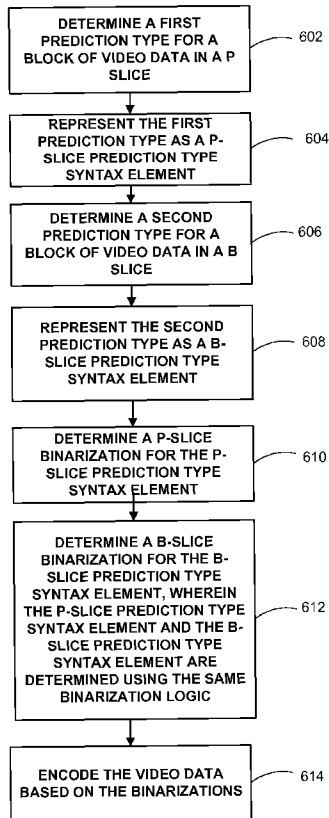 DETERMINE A FIRST
PREDICTION TYPE FOR A
BLOCK OF VIDEO DATA IN A P
SLICE
602
REPRESENT THE FIRST
PREDICTION TYPE AS A P-
SLICE PREDICTION TYPE
SYNTAX ELEMENT
604
DETERMINE A SECOND
PREDICTION TYPE FOR A
BLOCK OF VIDEO DATA IN A B
SLICE
606
REPRESENT THE SECOND
PREDICTION TYPE AS A B-
SLICE PREDICTION TYPE
SYNTAX ELEMENT
608
DETERMINE A P-SLICE
BINARIZATION FOR THE P-
SLICE PREDICTION TYPE
SYNTAX ELEMENT
610
DETERMINE A B-SLICE
BINARIZATION FOR THE B-
SLICE PREDICTION TYPE
SYNTAX ELEMENT, WHEREIN
THE P-SLICE PREDICTION TYPE
SYNTAX ELEMENT AND THE B-
SLICE PREDICTION TYPE
SYNTAX ELEMENT ARE
DETERMINED USING THE SAME
BINARIZATION LOGIC
612
ENCODE THE VIDEO DATA
BASED ON THE BINARIZATIONS
614